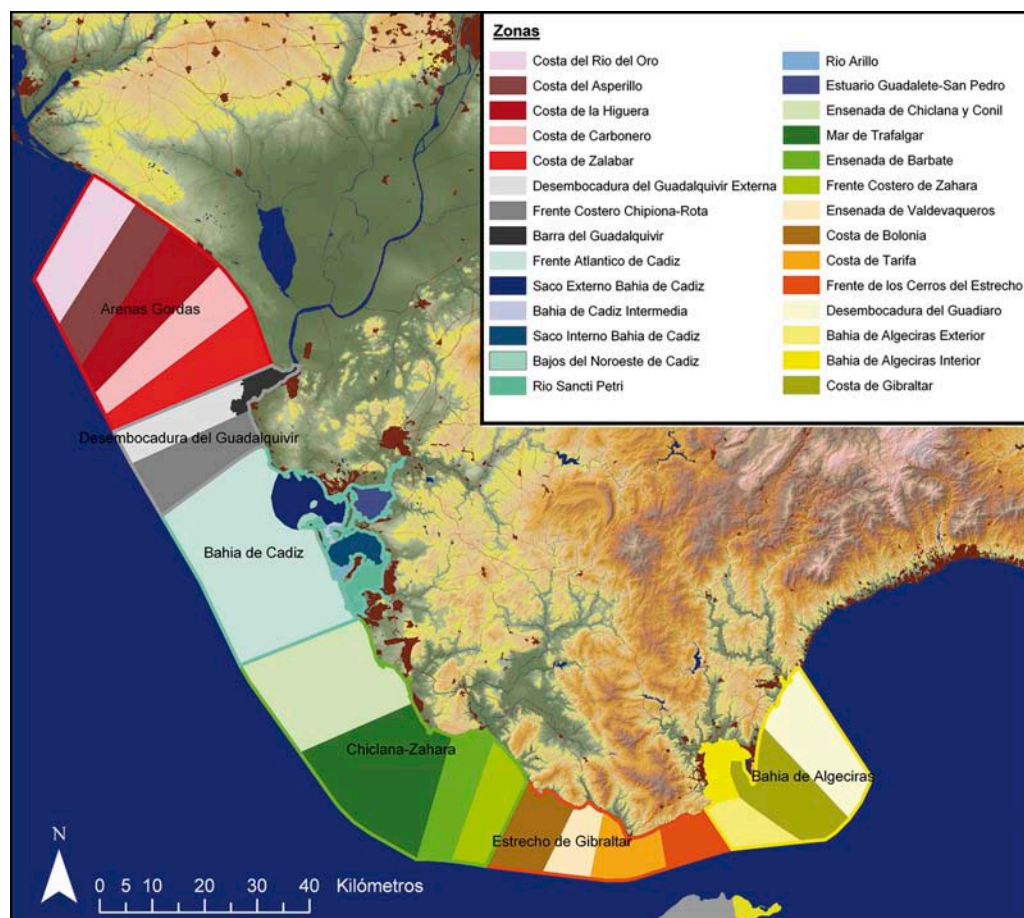 Zonas
Costa del Rio del Oro
Costa del Asperillo
Costa de la Higuera
Costa de Carbonero
Costa de Zalabar
Desembocadura del Guadalquivir Externa
Frente Costero Chipiona-Rota
Barra del Guadalquivir
Frente Atlantico de Cadiz
Saco Externo Bahia de Cadiz
Bahia de Cadiz Intermedia
Saco Interno Bahia de Cadiz
Bajos del Noroeste de Cadiz
Rio Sancti Petri
Rio Arillo
Estuario Guadalete-San Pedro
Ensenada de Chiclana y Conil
Mar de Trafalgar
Ensenada de Barbate
Frente Costero de Zahara
Ensenada de Valdevaqueros
Costa de Bolonia
Costa de Tarifa
Frente de los Cerros del Estrecho
Desembocadura del Guadiaro
Bahia de Algeciras Exterior
Bahia de Algeciras Interior
Costa de Gibraltar
Arenas Gordas
Desembocadura del Guadalquivir
Bahia de Cadiz
Chiclana-Zahara
Bahia de Algeciras
Estrecho de Gibraltar
N
0 5 10 20 30 40 Kilómetros